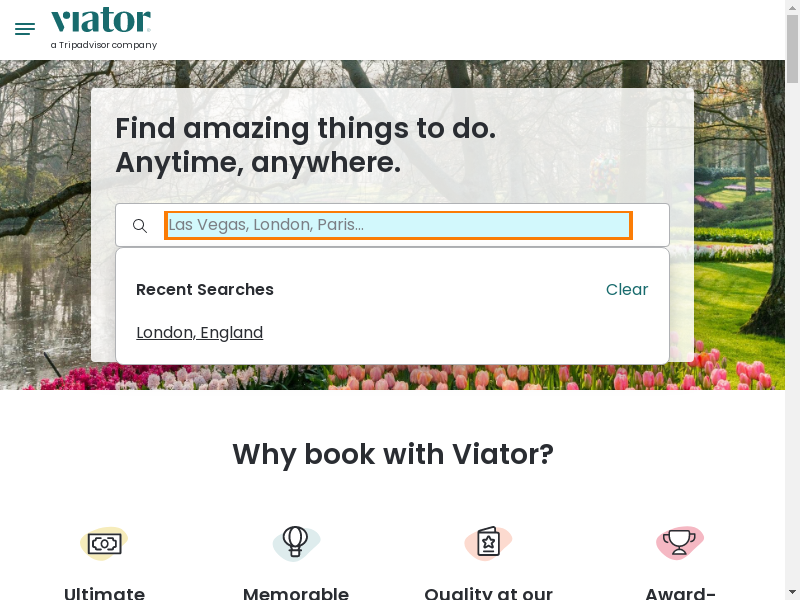 viator
a Tripadvisor company
Find amazing things to do.
Anytime, anywhere.
Las Vegas, London, Paris...
Recent Searches
Clear
London, England
Why book with Viator?
Ultimate
Memorable
Quality at our
Award-